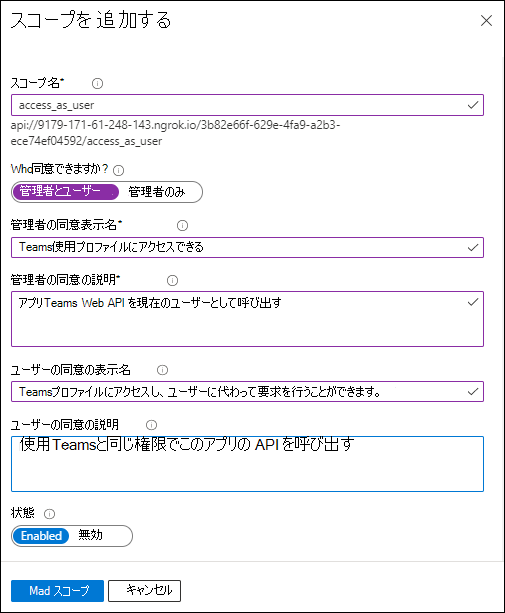 スコープを追加する
スコープ名*
access_as_user
api://9179-171-61-248-143.ngrok.io/3b82e66f-629e-4fa9-a2b3-
ece74ef04592/access_as_user
Who同意できますか?
管理者とユーザー 管理者のみ
管理者の同意表示名*
Teams使用プロファイルにアクセスできる
管理者の同意の説明*
アプリTeams Web API を現在のユーザーとして呼び出す
ユーザーの同意の表示名
Teamsプロファイルにアクセスし、ユーザーに代わって要求を行うことができます。
ユーザーの同意の説明
使用Teamsと同じ権限でこのアプリの API を呼び出す
状態
Enabled 無効
Mad スコープ キャンセル